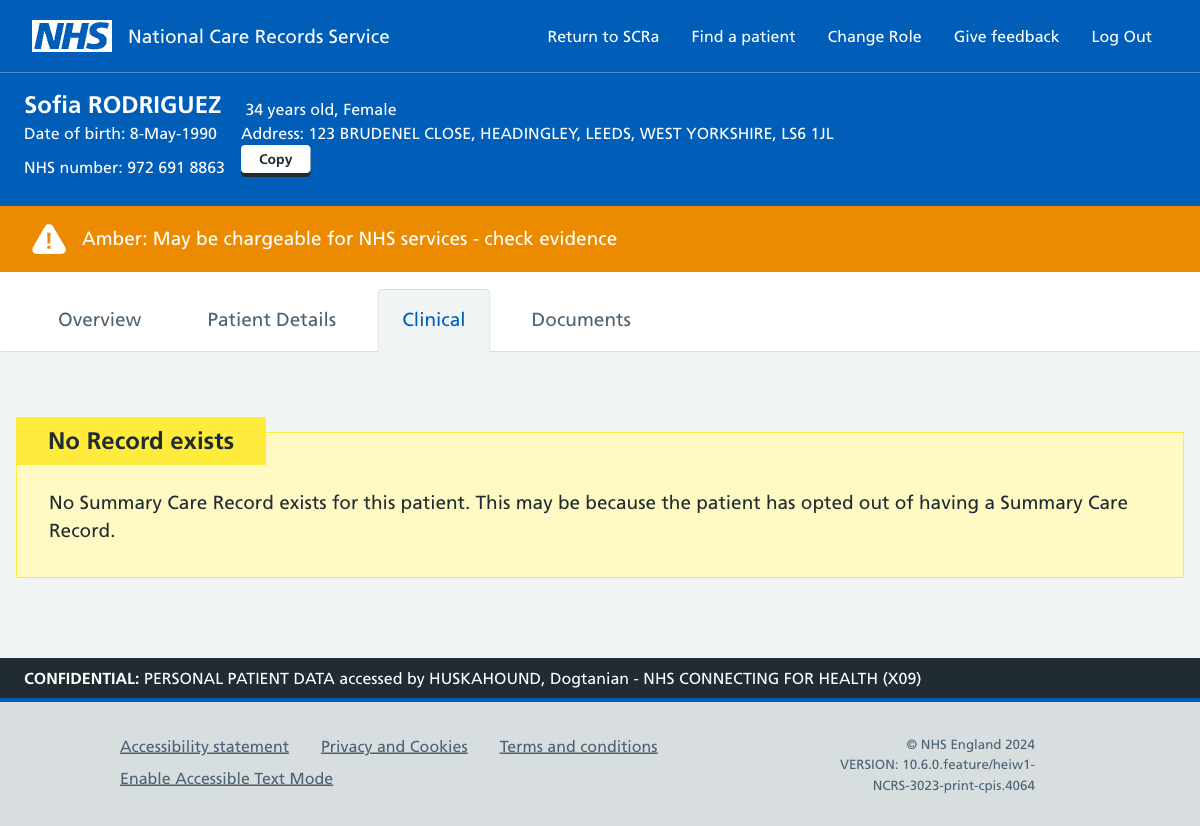 NHS National Care Records Service Return to SCRa Find a patient Change Role Give feedback Log Out
Sofia RODRIGUEZ 34 years old, Female
Date of birth: 8-May-1990 Address: 123 BRUDENEL CLOSE, HEADINGLEY, LEEDS, WEST YORKSHIRE, LS6 1JL
NHS number: 972 691 8863 Copy
Amber: May be chargeable for NHS services - check evidence
Overview Patient Details Clinical Documents
No Record exists
No Summary Care Record exists for this patient. This may be because the patient has opted out of having a Summary Care
Record.
CONFIDENTIAL: PERSONAL PATIENT DATA accessed by HUSKAHOUND, Dogtanian - NHS CONNECTING FOR HEALTH (X09)
Accessibility statement Privacy and Cookies Terms and conditions
Enable Accessible Text Mode
© NHS England 2024
VERSION: 10.6.0.feature/heiw1-
NCRS-3023-print-cpis.4064